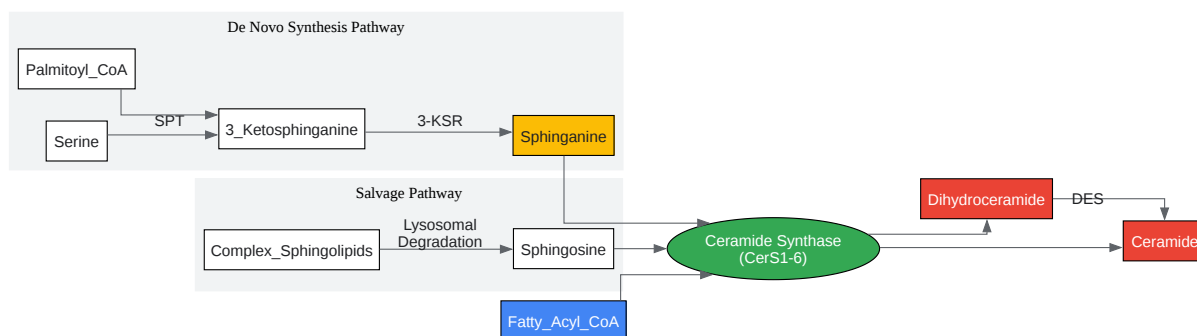 De Novo Synthesis Pathway
Palmitoyl_CoA
SPT
Serine
3_Ketosphinganine
3-KSR
Sphinganine
Salvage Pathway
Complex_Sphingolipids
Lysosomal
Degradation
Sphingosine
Fatty_Acyl_CoA
Ceramide Synthase
(CerS1-6)
Dihydroceramide
DES
Ceramide